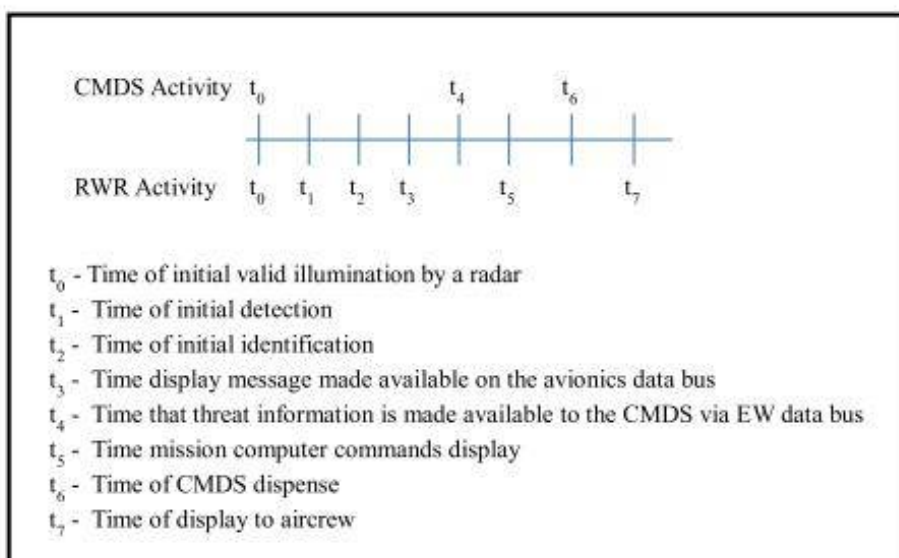 CMDS Activity t₀ t₄ t₆
RWR Activity t₀ t₁ t₂ t₃ t₅ t₇
t₀ - Time of initial valid illumination by a radar
t₁ - Time of initial detection
t₂ - Time of initial identification
t₃ - Time display message made available on the avionics data bus
t₄ - Time that threat information is made available to the CMDS via EW data bus
t₅ - Time mission computer commands display
t₆ - Time of CMDS dispense
t₇ - Time of display to aircrew